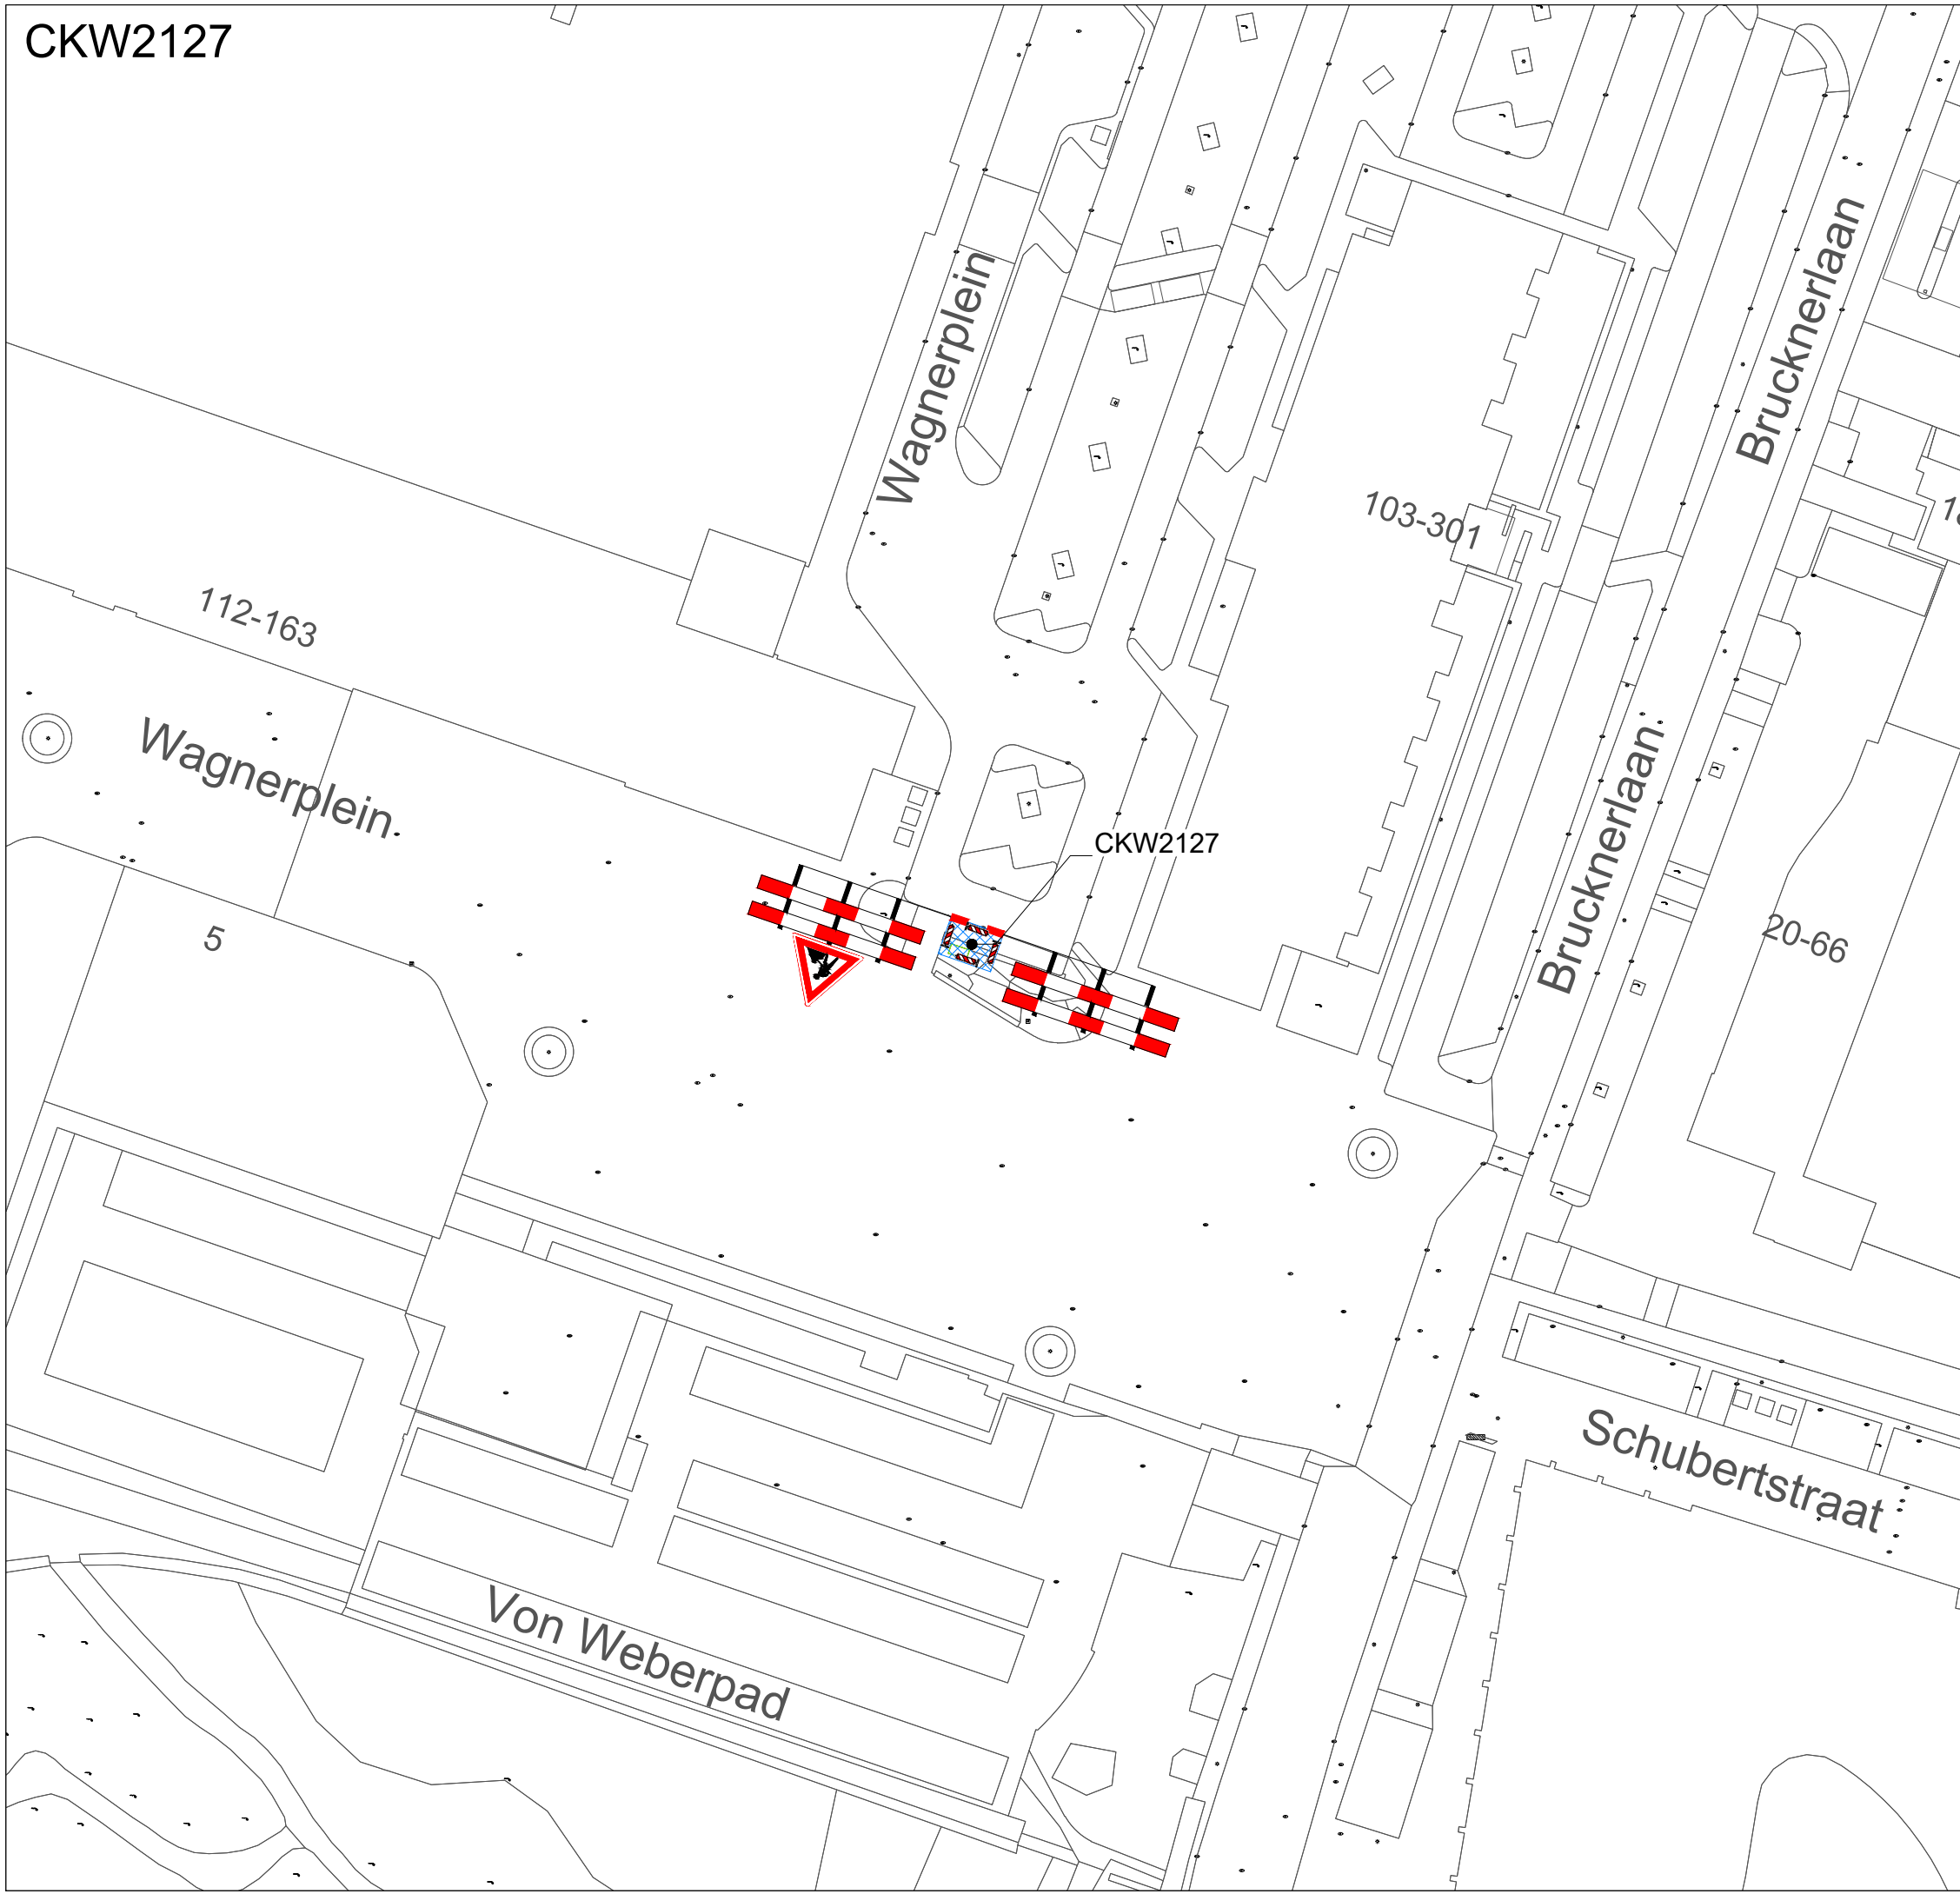 CKW2127
Brucknerlaan
Wagnerplein
103-301
112-163
Wagnerplein
Brucknerlaan
CKW2127
5
20-66
Schubertstraat
Von Weberpad